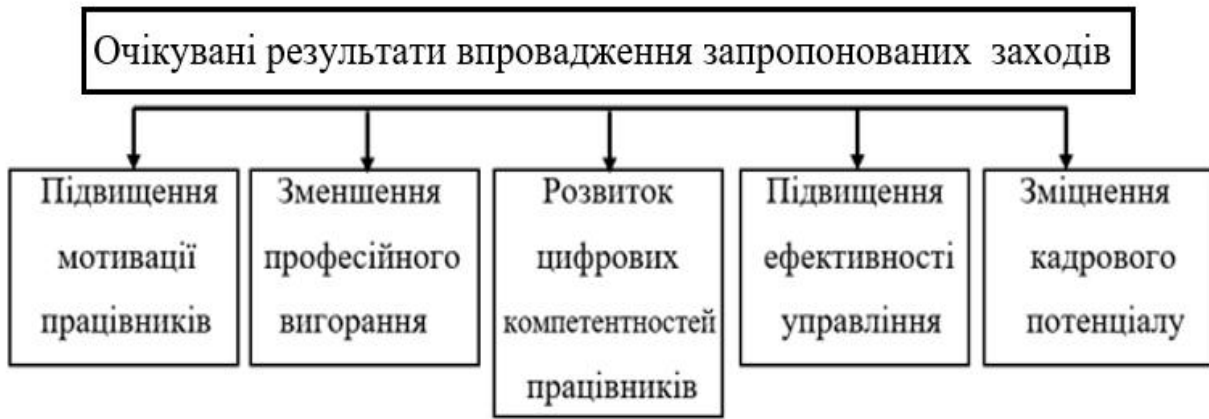 Очікувані результати впровадження запропонованих заходів
Підвищення
мотивації
працівників
Зменшення
професійного
вигорання
Розвиток
цифрових
компетентностей
працівників
Підвищення
ефективності
управління
Зміцнення
кадрового
потенціалу